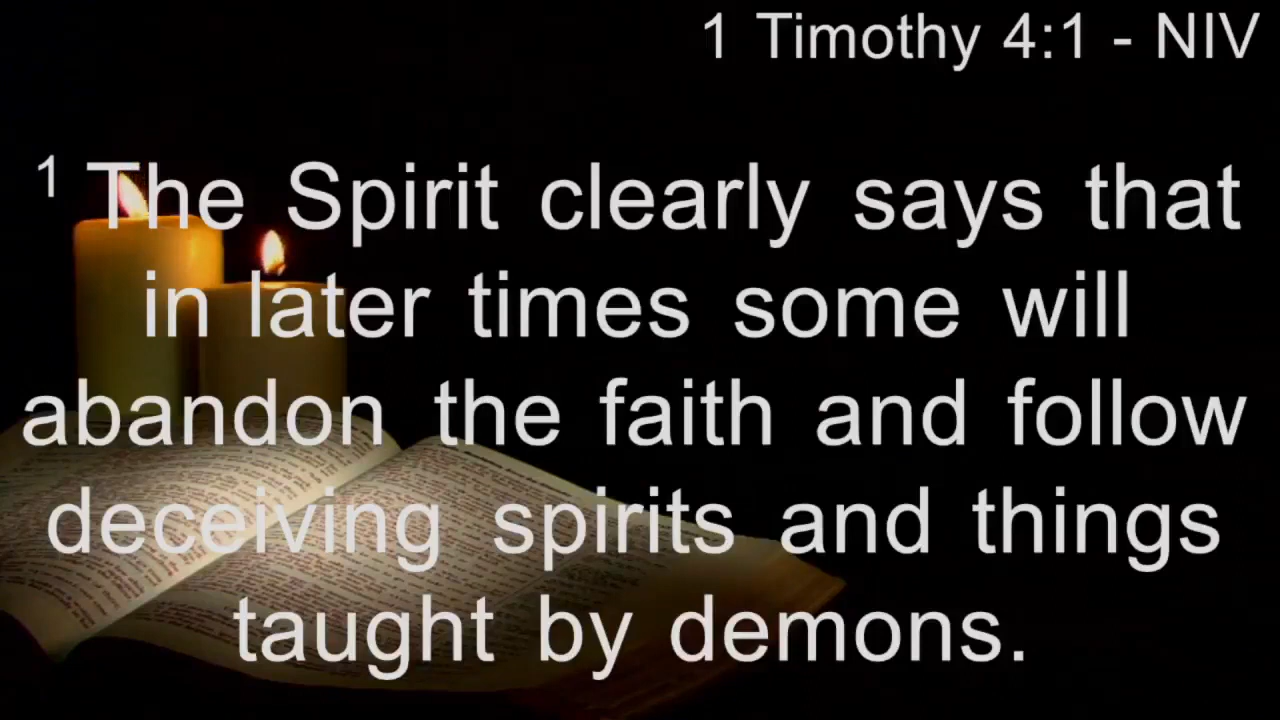 1 Timothy 4:1 - NIV
1 The Spirit clearly says that
in later times some will
abandon the faith and follow
deceiving spirits and things
taught by demons.